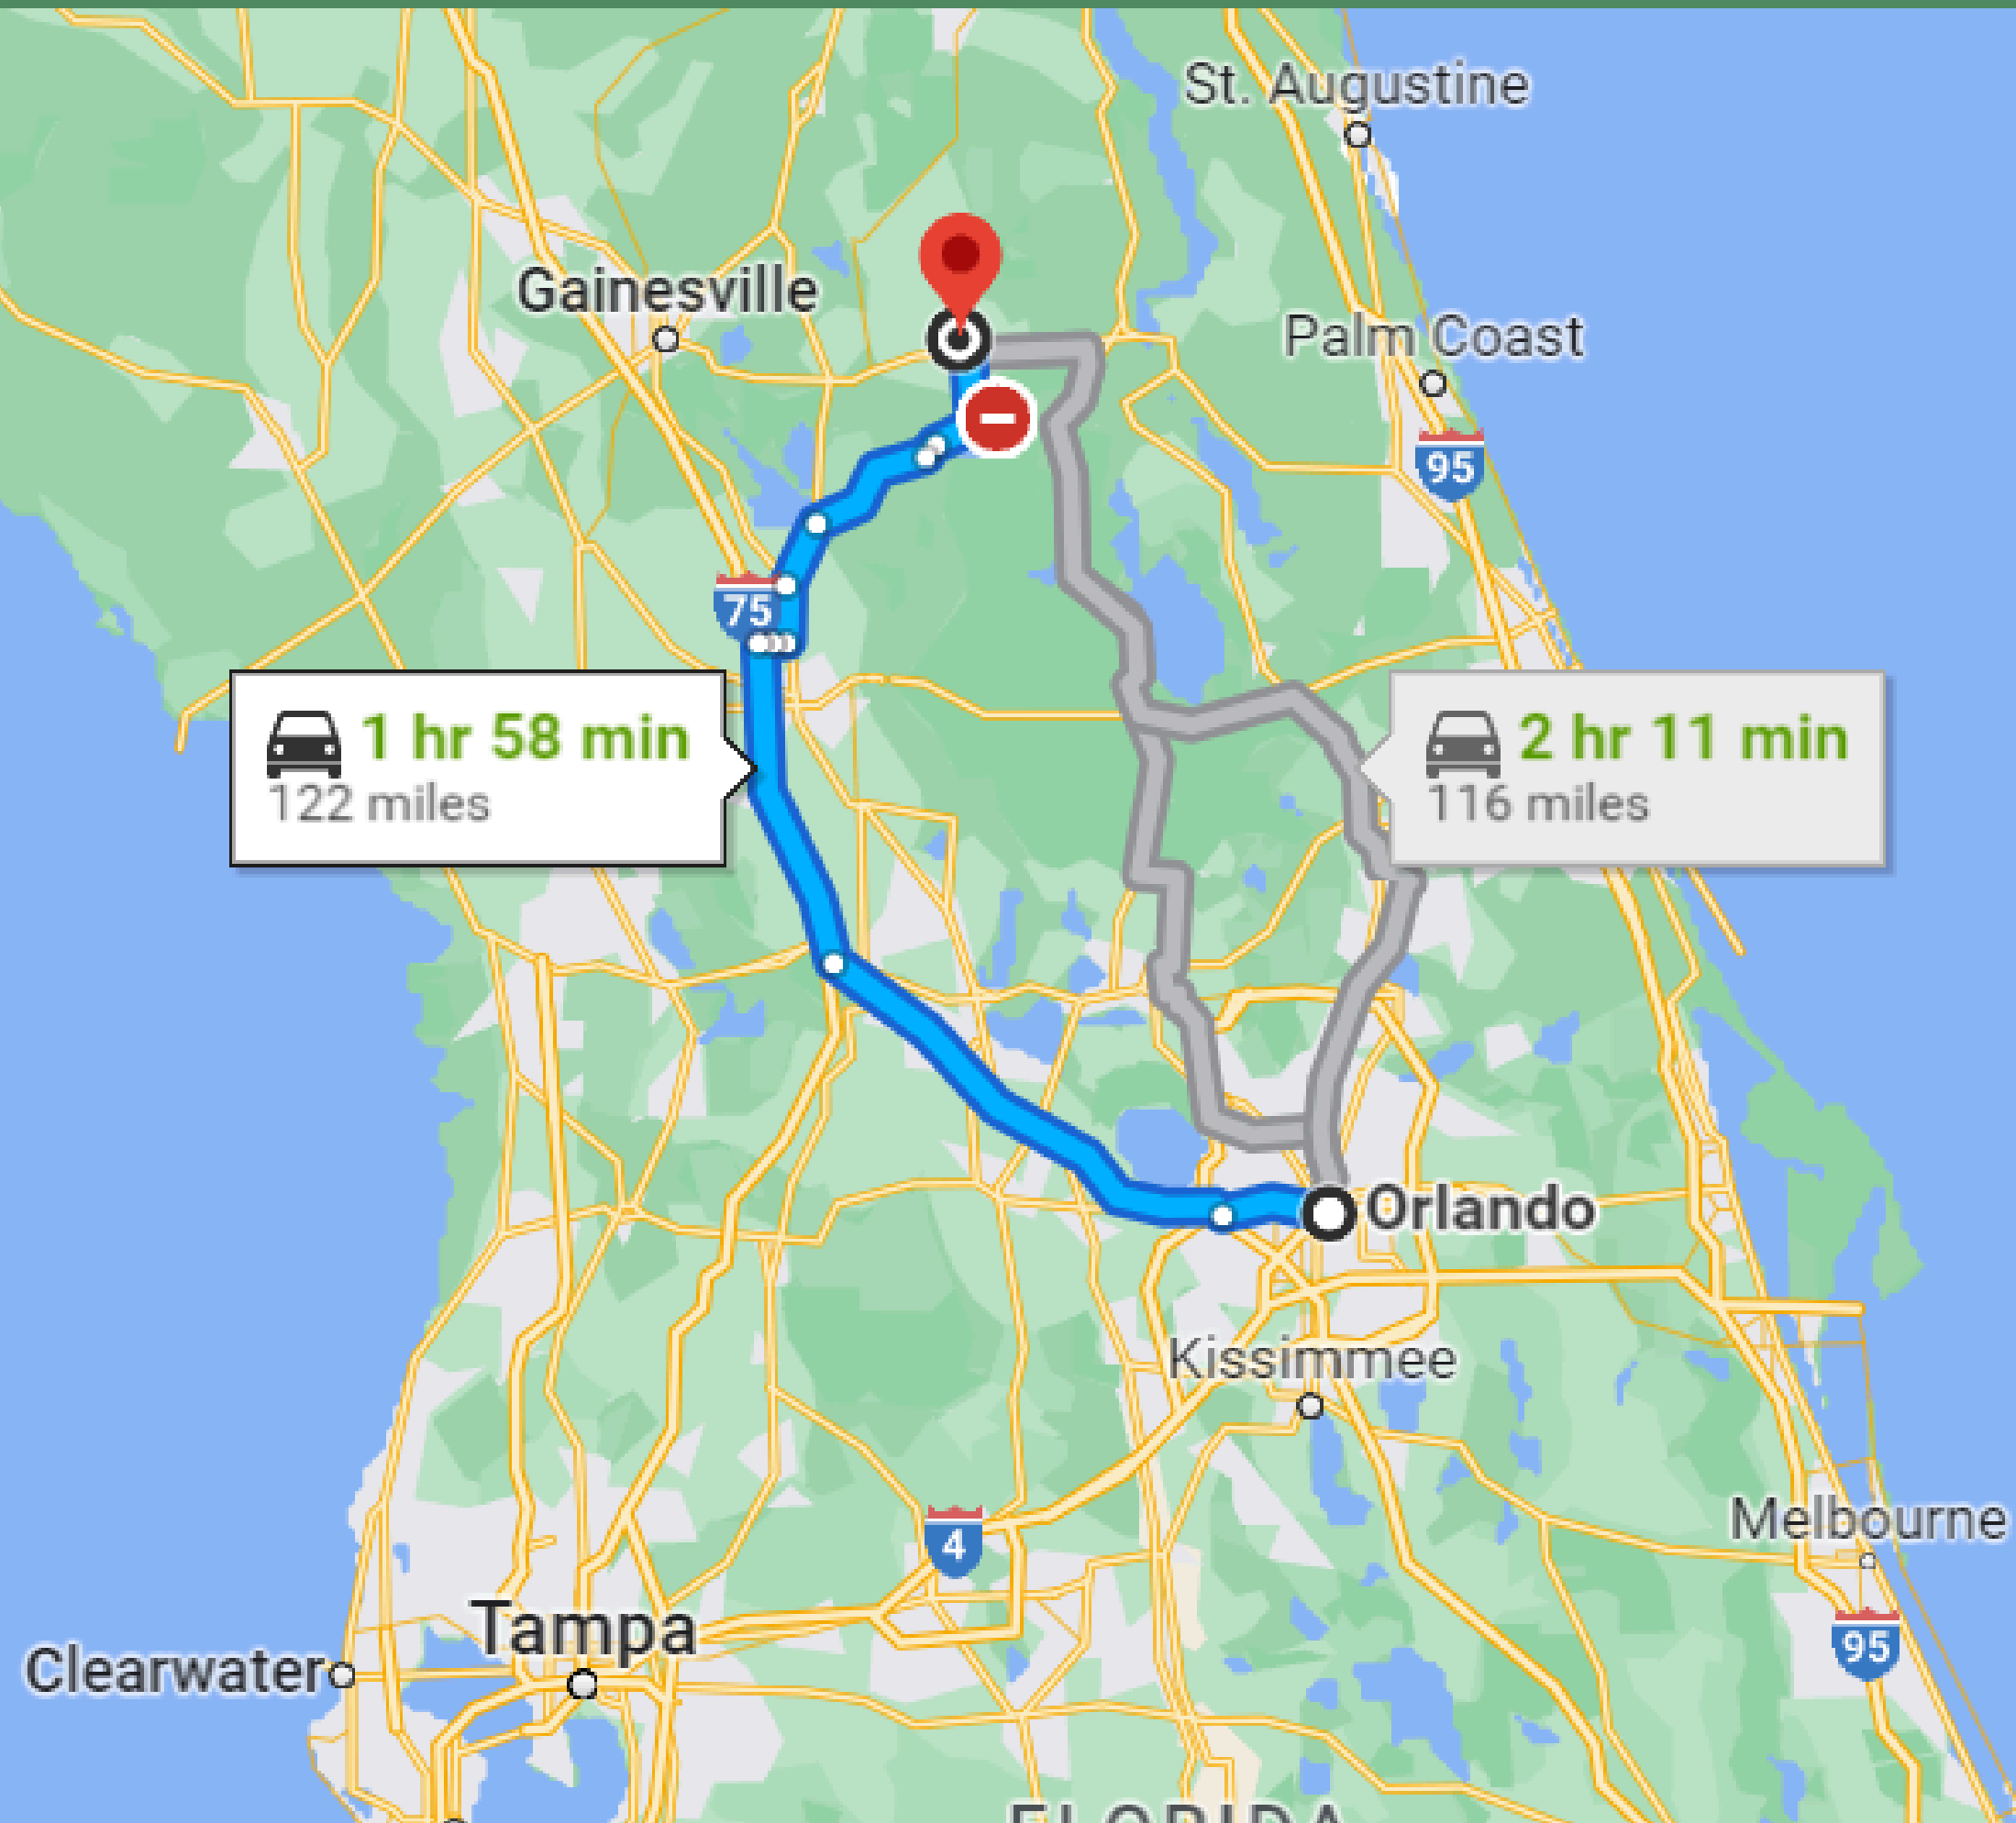 St. Augustine
Gainesville
Palm Coast
95
75
1 hr 58 min
122 miles
2 hr 11 min
116 miles
Orlando
Kissimmee
4
Melbourne
Tampa
Clearwater
95
FLORIDA